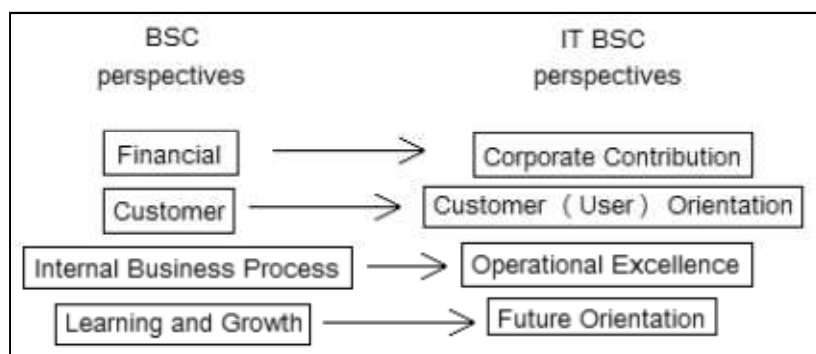 BSC
perspectives
IT BSC
perspectives
Financial
Corporate Contribution
Customer
Customer （User） Orientation
Internal Business Process
Operational Excellence
Learning and Growth
Future Orientation